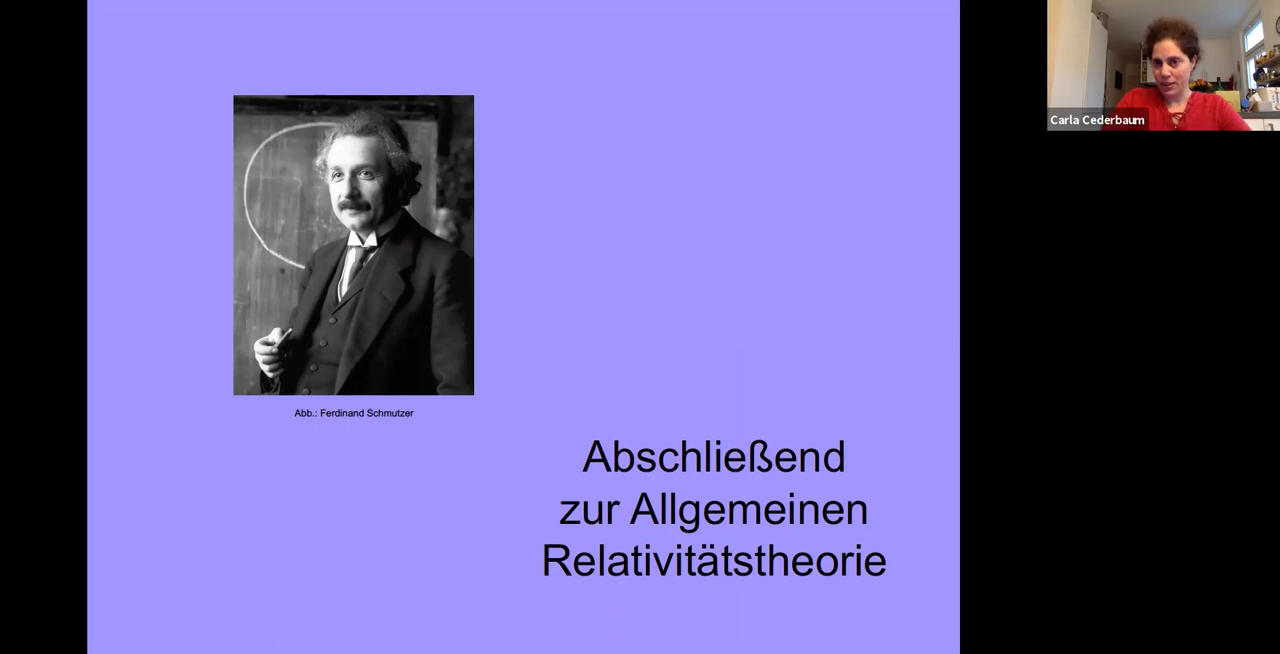 Carla Cederbaum
Abb.: Ferdinand Schmutzer
Abschließend
zur Allgemeinen
Relativitätstheorie